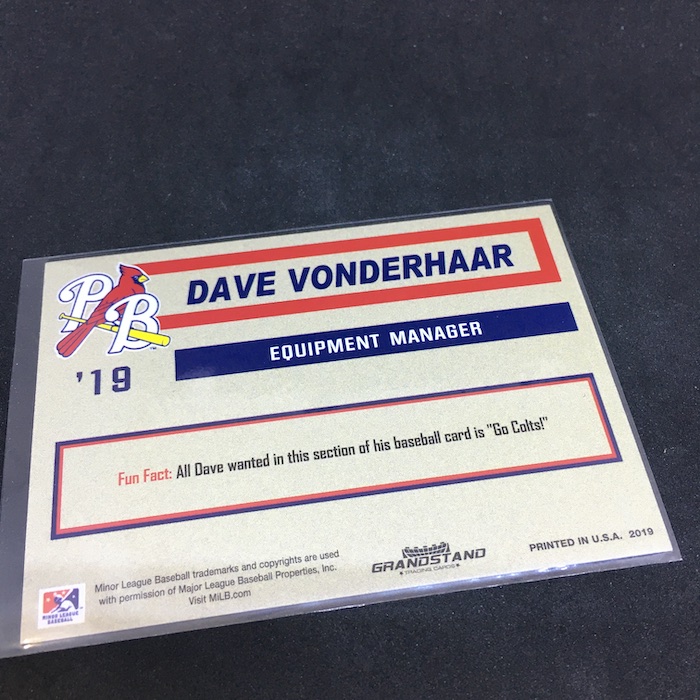 PB
DAVE VONDERHAAR
EQUIPMENT MANAGER
'19
Fun Fact: All Dave wanted in this section of his baseball card is "Go Colts!"
Minor League Baseball trademarks and copyrights are used
with permission of Major League Baseball Properties, Inc.
Visit MiLB.com
MINOR LEAGUE
BASEBALL
GRANDSTAND
TRADING CARDS
PRINTED IN U.S.A. 2019